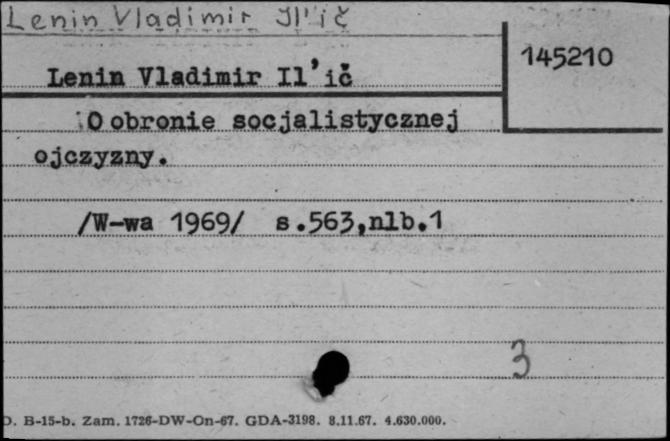 Lenin Vladimir Il'ič
145210
Lenin Vladimir Il'ič
O obronie socjalistycznej
ojczyzny.
/W-wa 1969/ s.563,nlb.1
3
D. B-15-b. Zam. 1726-DW-On-67. GDA-3198. 8.11.67. 4.630.000.